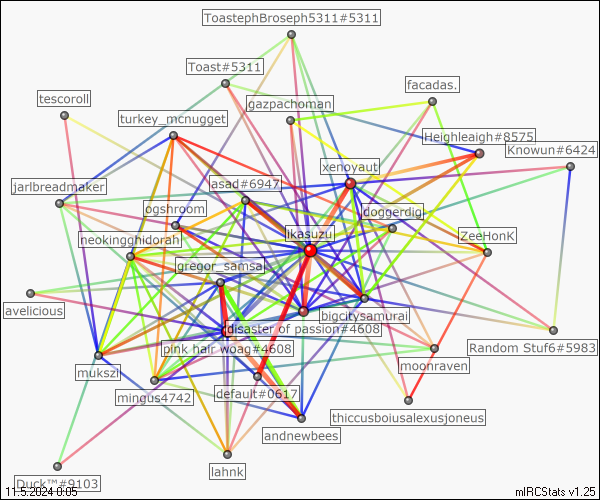 ToastephBroseph5311#5311
Toast#5311
facadas.
tescoroll
gazpachoman
turkey_mcnugget
Heighleaigh#8575
Knowun#6424
xenoyaut
asad#6947
jarlbreadmaker
ogshroom
doggerdig
ikasuzu
ZeeHonK
neokingghidorah
gregor_samsa
avelicious
bigcitysamurai
disaster of passion#4608
pink hair woag#4608
Random Stuf6#5983
mukszi
moonraven
mingus4742
default#0617
thiccusboiusalexusjoneus
andnewbees
lahnk
Duck™#9103
11.5.2024 0:05
mIRCStats v1.25